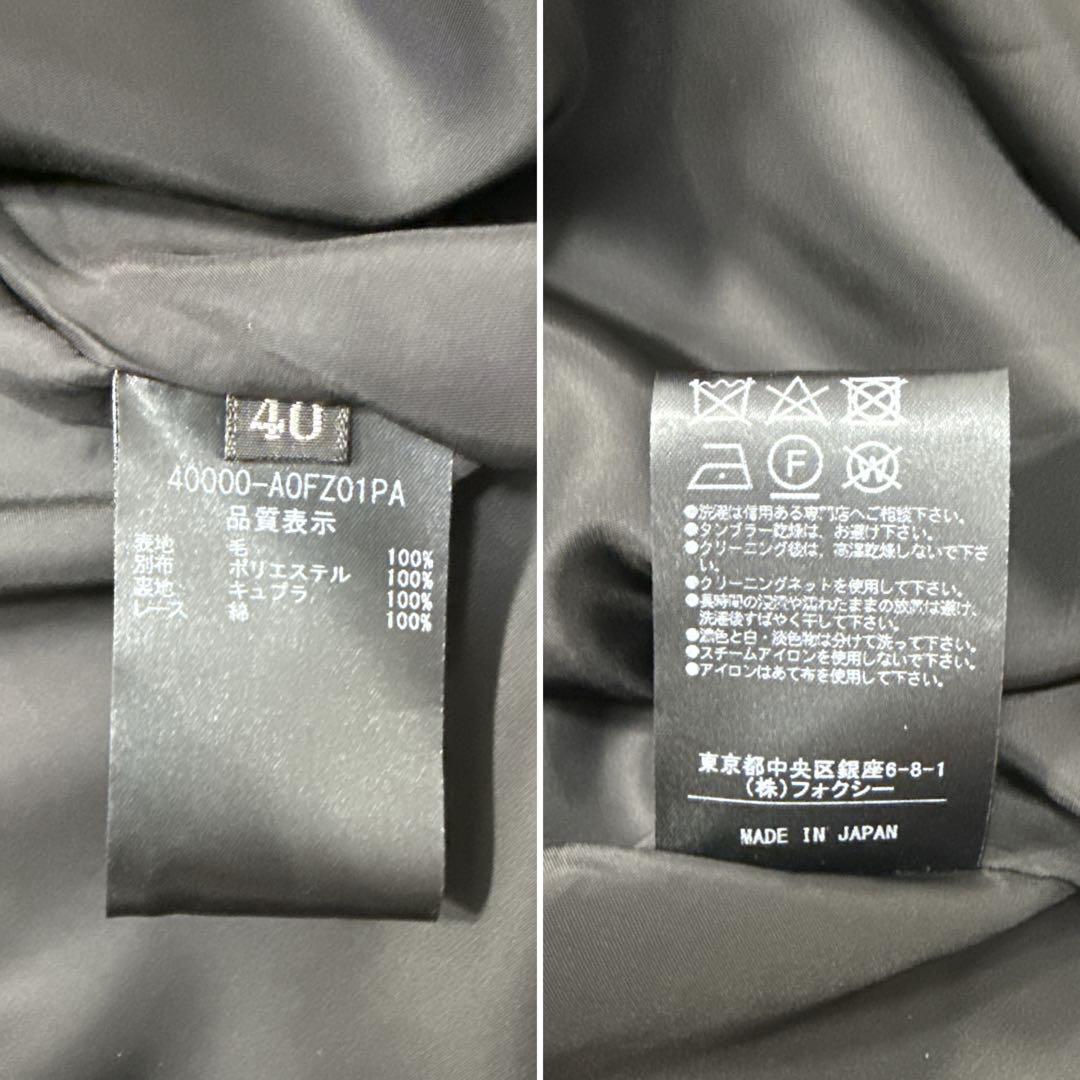 40
40000-A0FZ01PA
品質表示
表地 毛 100%
別布 ポリエステル 100%
裏地 キュプラ 100%
レース 綿 100%
F
W
●洗濯は信用ある専門店へご相談下さい。
●タンブラー乾燥は、お避け下さい。
●クリーニング後は、高温乾燥しないで下さ
い。
●クリーニングネットを使用して下さい。
●長時間の浸漬や濡れたままの放置は避け、
洗濯後すばやく干して下さい。
●濃色と白・淡色物は分けて洗って下さい。
●スチームアイロンを使用しないで下さい。
●アイロンはあて布を使用して下さい。
東京都中央区銀座6-8-1
(株)フォクシー
MADE IN JAPAN